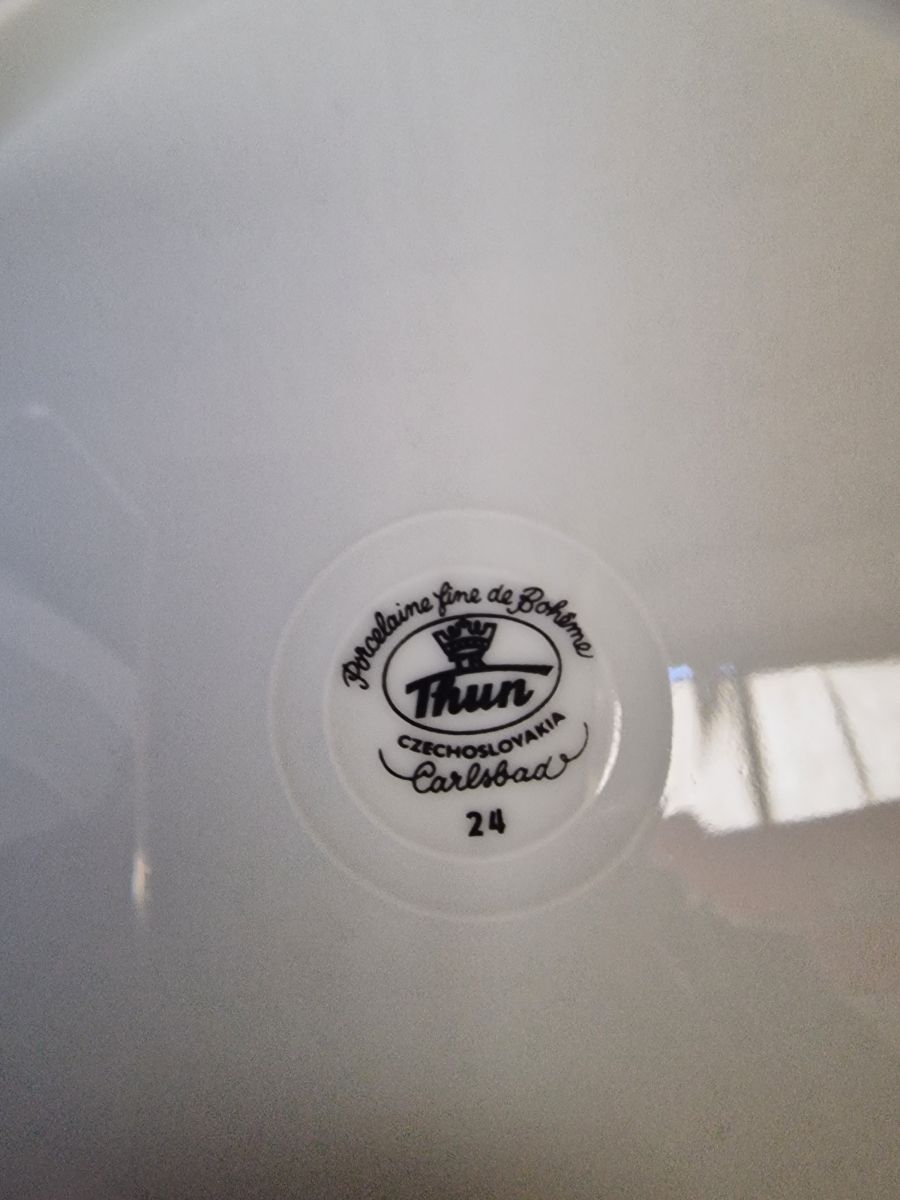 Porcelaine fine de Bohême
Thun
CZECHOSLOVAKIA
Carlsbad
24